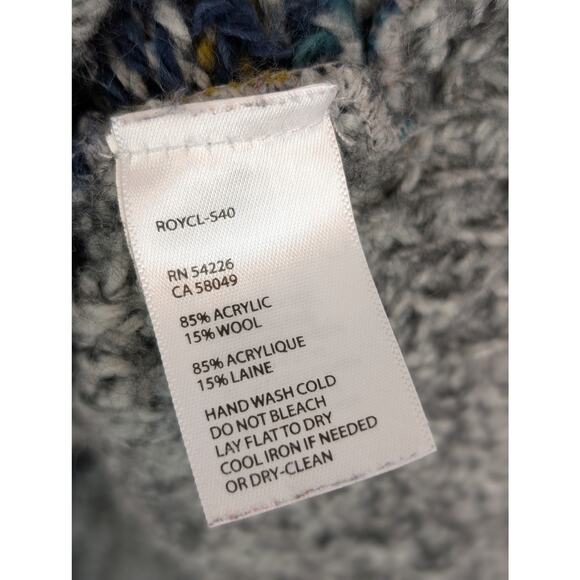 ROYCL-S40
RN 54226
CA 58049
85% ACRYLIC
15% WOOL
85% ACRYLIQUE
15% LAINE
HAND WASH COLD
DO NOT BLEACH
LAY FLAT TO DRY
COOL IRON IF NEEDED
OR DRY-CLEAN